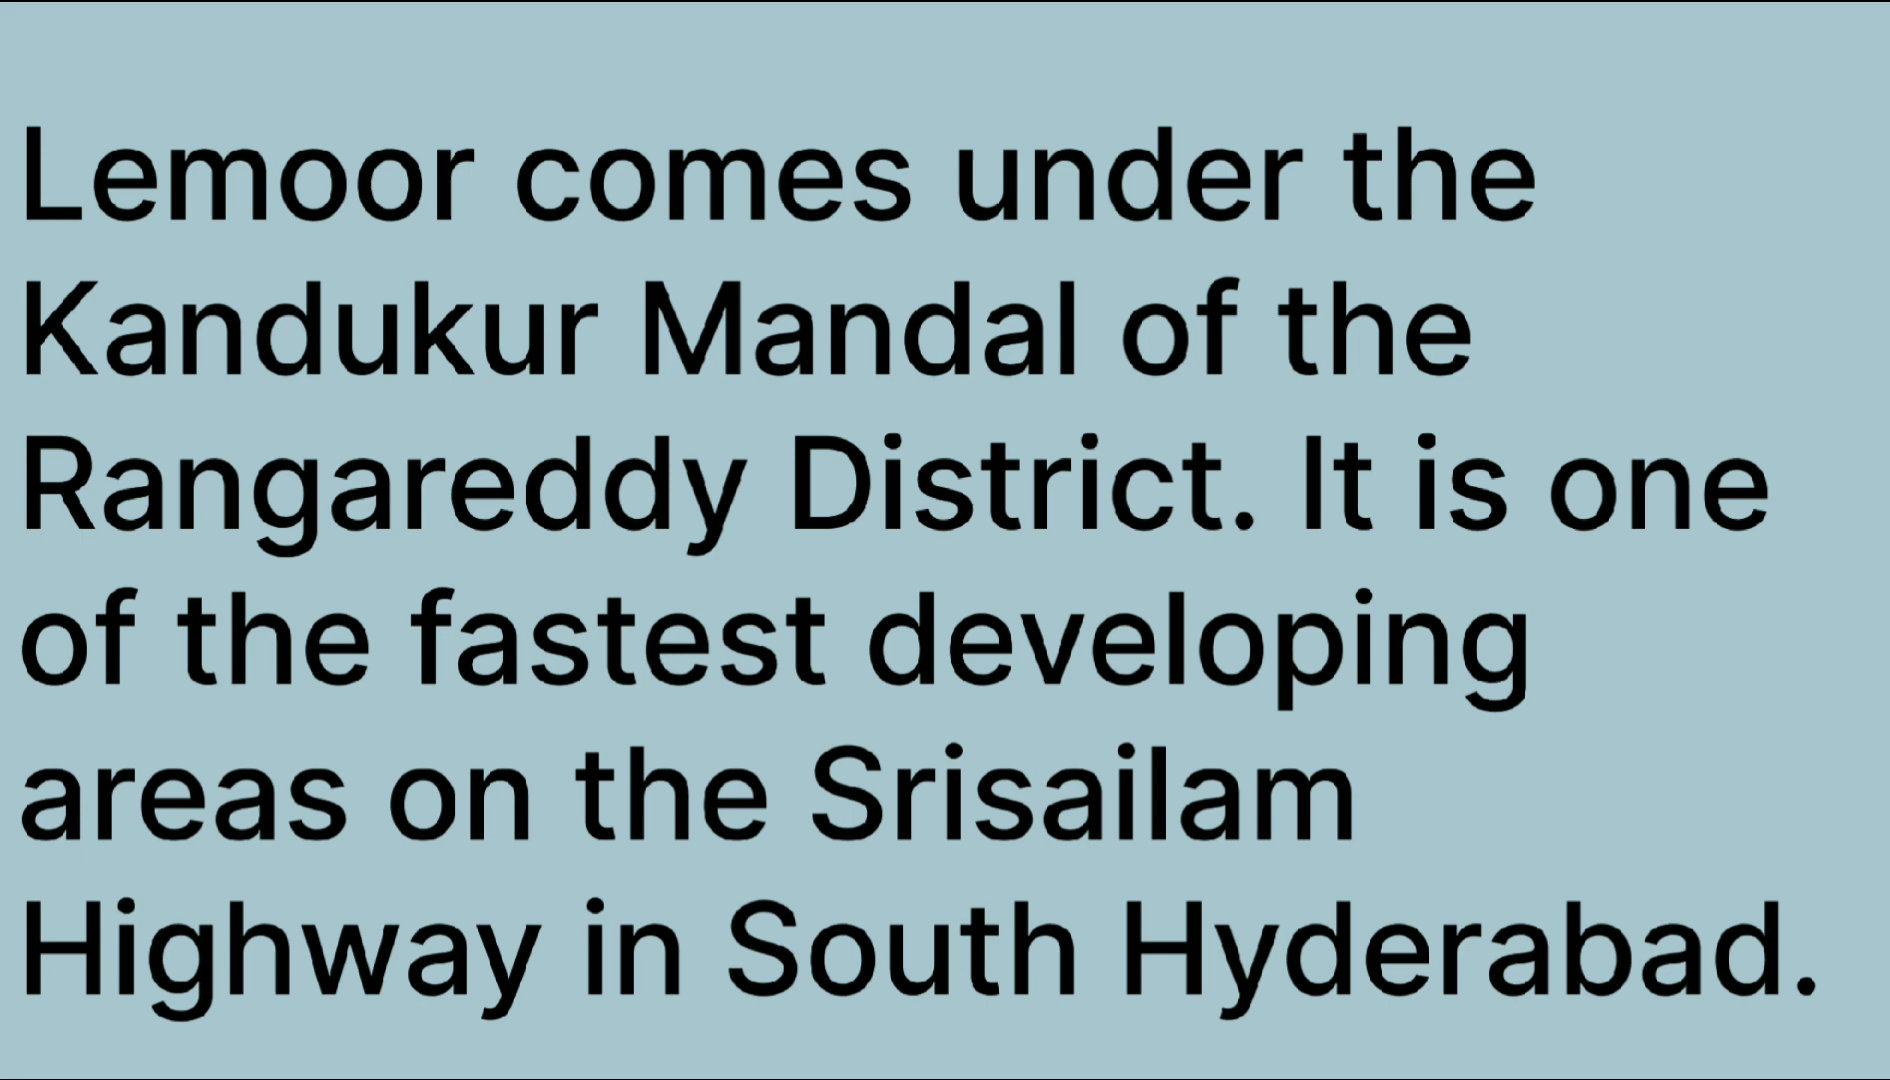 Lemoor comes under the
Kandukur Mandal of the
Rangareddy District. It is one
of the fastest developing
areas on the Srisailam
Highway in South Hyderabad.